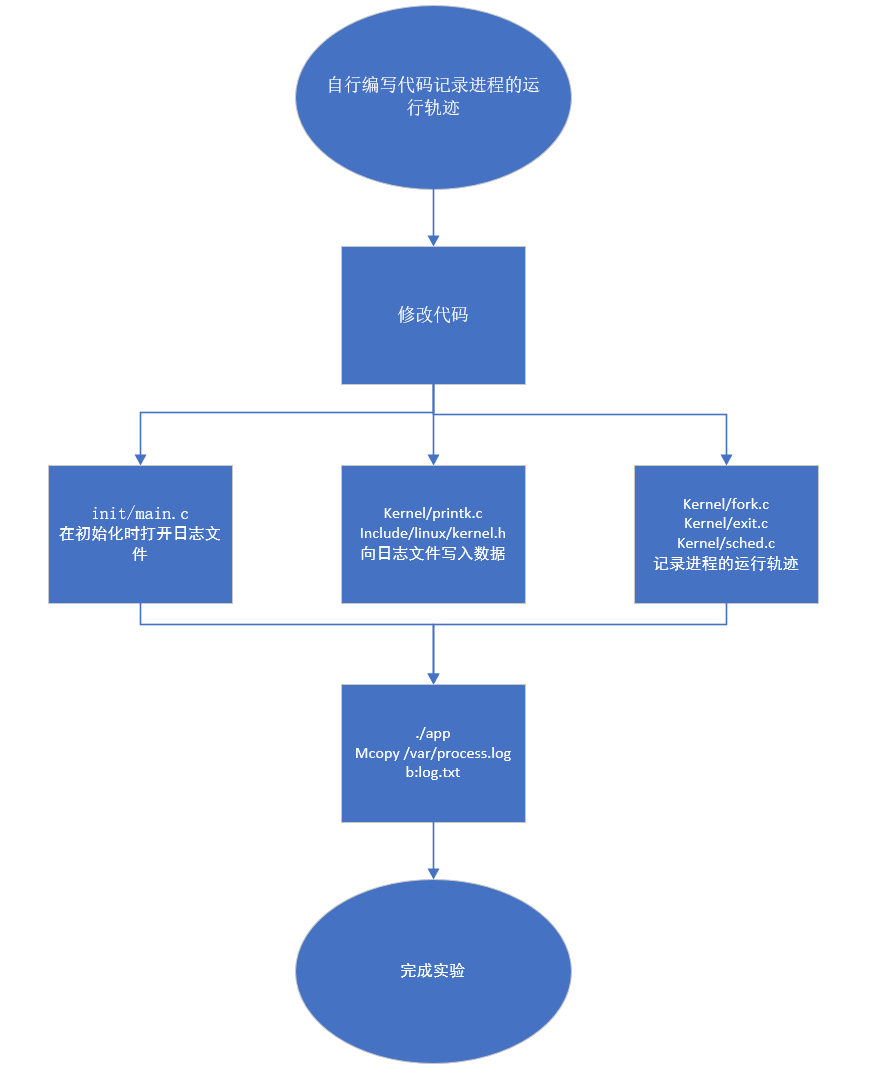 自行编写代码记录进程的运
行轨迹
修改代码
init/main.c
在初始化时打开日志文
件
Kernel/printk.c
Include/linux/kernel.h
向日志文件写入数据
Kernel/fork.c
Kernel/exit.c
Kernel/sched.c
记录进程的运行轨迹
./app
Mcopy /var/process.log
b:log.txt
完成实验